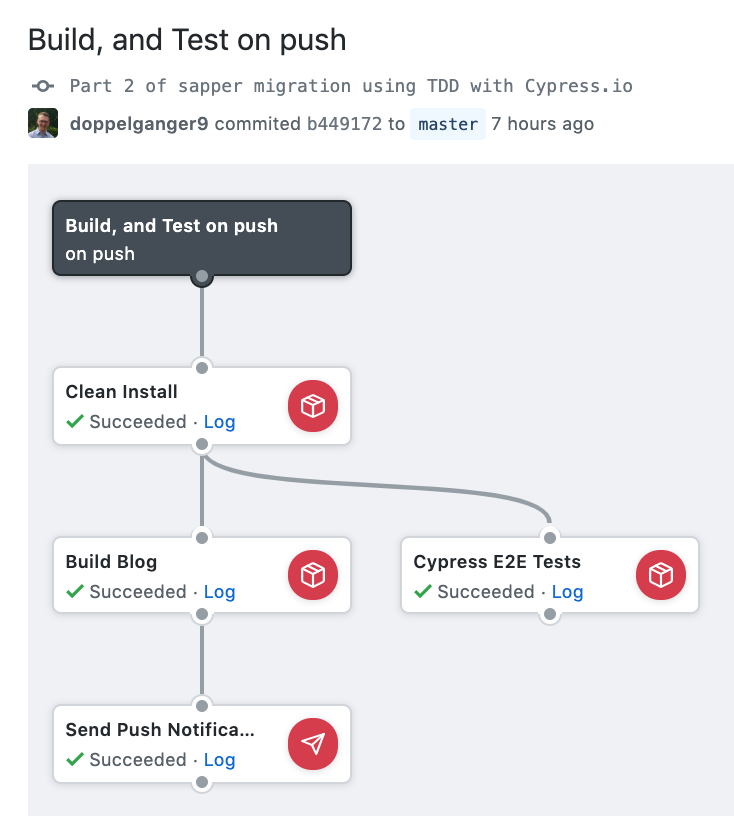 Build, and Test on push
Part 2 of sapper migration using TDD with Cypress.io
doppelganger9 commited b449172 to master 7 hours ago
Build, and Test on push
on push
Clean Install
Succeeded · Log
Build Blog
Succeeded · Log
Cypress E2E Tests
Succeeded · Log
Send Push Notifica...
Succeeded · Log